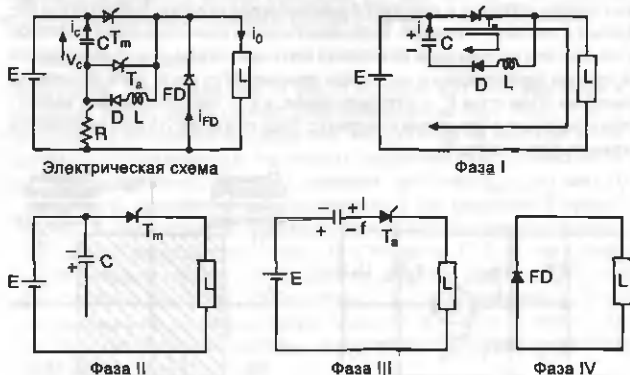 i_c
C T_m
i_0
V_c
E
T_a
L
D L
FD
R
i_FD
Электрическая схема
i
T_a
+
C
-
E
D
L
L
Фаза I
E
-
+
C
T_m
L
Фаза II
E
- + I
+ - f
T_a
L
Фаза III
FD
L
Фаза IV